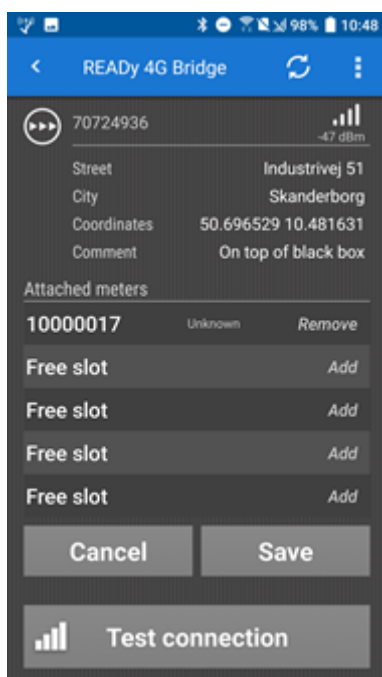 98% 10:48
READy 4G Bridge
70724936
-47 dBm
Street Industrivej 51
City Skanderborg
Coordinates 50.696529 10.481631
Comment On top of black box
Attached meters
10000017 Unknown Remove
Free slot Add
Free slot Add
Free slot Add
Free slot Add
Cancel Save
Test connection